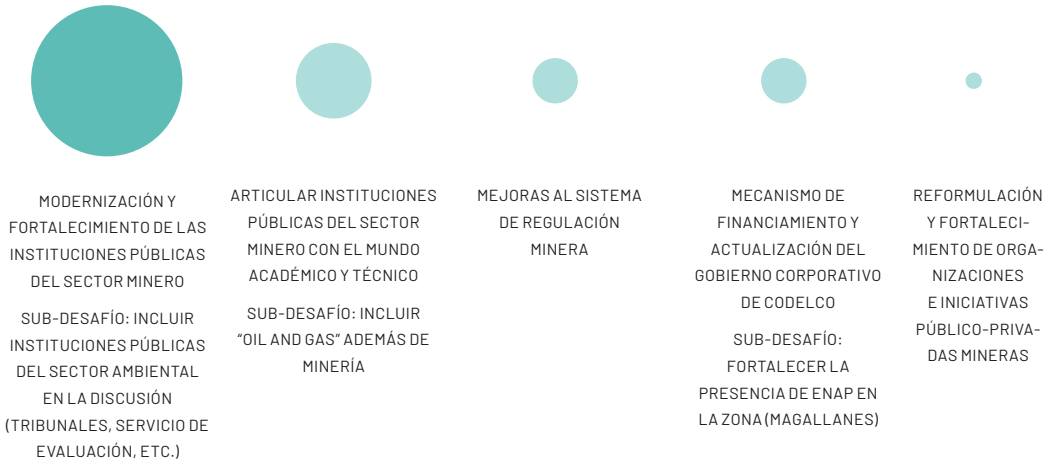 MODERNIZACIÓN Y
FORTALECIMIENTO DE LAS
INSTITUCIONES PÚBLICAS
DEL SECTOR MINERO
SUB-DESAFÍO: INCLUIR
INSTITUCIONES PÚBLICAS
DEL SECTOR AMBIENTAL
EN LA DISCUSIÓN
(TRIBUNALES, SERVICIO DE
EVALUACIÓN, ETC.)
ARTICULAR INSTITUCIONES
PÚBLICAS DEL SECTOR
MINERO CON EL MUNDO
ACADÉMICO Y TÉCNICO
SUB-DESAFÍO: INCLUIR
“OIL AND GAS” ADEMÁS DE
MINERÍA
MEJORAS AL SISTEMA
DE REGULACIÓN
MINERA
MECANISMO DE
FINANCIAMIENTO Y
ACTUALIZACIÓN DEL
GOBIERNO CORPORATIVO
DE CODELCO
SUB-DESAFÍO:
FORTALECER LA
PRESENCIA DE ENAP EN
LA ZONA (MAGALLANES)
REFORMULACIÓN
Y FORTALECI-
MIENTO DE ORGA-
NIZACIONES
E INICIATIVAS
PÚBLICO-PRIVA-
DAS MINERAS